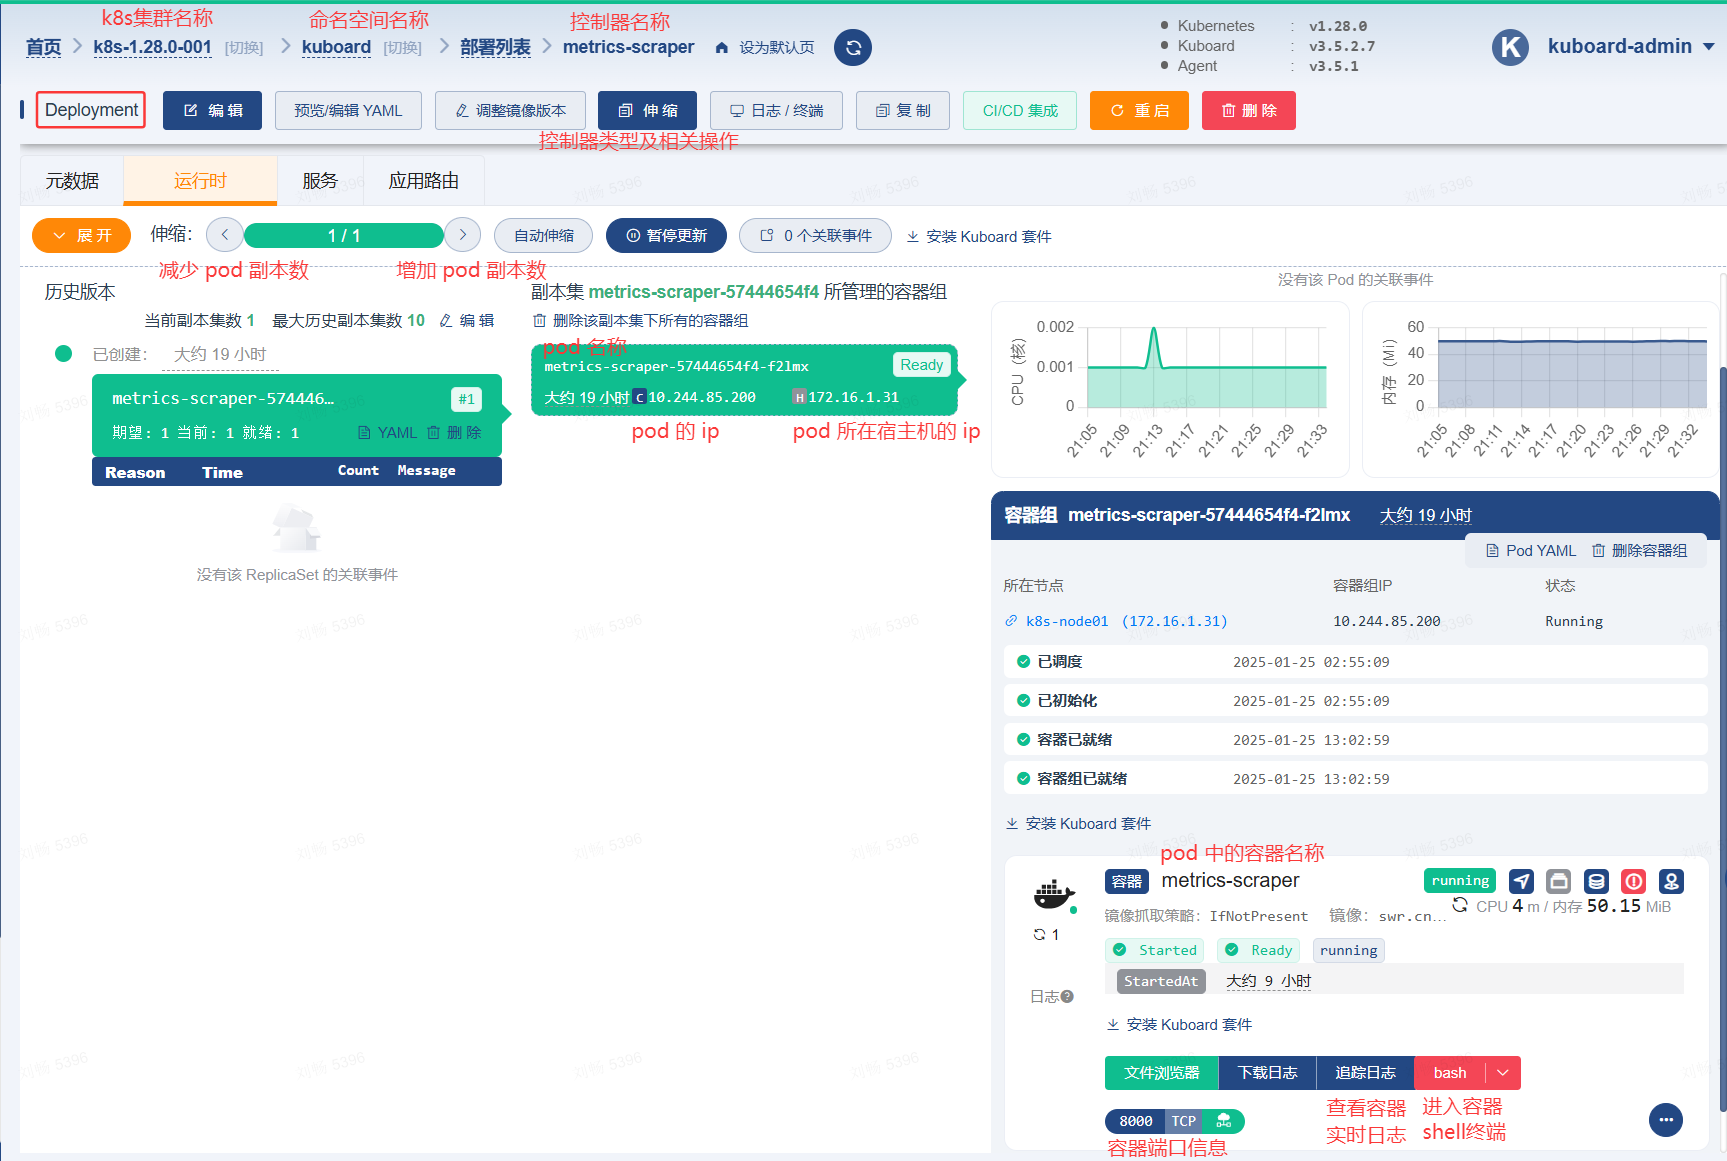 k8s集群名称 命名空间名称 控制器名称
首页 k8s-1.28.0-001 [切换] kuboard [切换] 部署列表 metrics-scraper 设为默认页
Kubernetes : v1.28.0
Kuboard : v3.5.2.7
Agent : v3.5.1
K kuboard-admin
Deployment 编 辑 预览/编辑 YAML 调整镜像版本 伸 缩 日志 / 终端 复 制 CI/CD 集成 重 启 删 除
控制器类型及相关操作
元数据 运行时 服务 应用路由
展 开 伸缩: 1 / 1 自动伸缩 暂停更新 0 个关联事件 安装 Kuboard 套件
减少 pod 副本数 增加 pod 副本数
历史版本
当前副本集数 1 最大历史副本集数 10 编 辑
已创建: 大约 19 小时
metrics-scraper-574446... #1
期望: 1 当前: 1 就绪: 1 YAML 删 除
Reason Time Count Message
没有该 ReplicaSet 的关联事件
副本集 metrics-scraper-57444654f4 所管理的容器组
删除该副本集下所有的容器组
pod 名称
metrics-scraper-57444654f4-f2lmx Ready
大约 19 小时 C 10.244.85.200 H 172.16.1.31
pod 的 ip pod 所在宿主机的 ip
没有该 Pod 的关联事件
CPU (核)
0.002
0.001
0
21:05 21:09 21:13 21:17 21:21 21:25 21:29 21:33
内存 (Mi)
60
40
20
0
21:05 21:08 21:11 21:14 21:17 21:20 21:23 21:26 21:29 21:32
容器组 metrics-scraper-57444654f4-f2lmx 大约 19 小时
Pod YAML 删除容器组
所在节点 容器组IP 状态
k8s-node01 (172.16.1.31) 10.244.85.200 Running
已调度 2025-01-25 02:55:09
已初始化 2025-01-25 02:55:09
容器已就绪 2025-01-25 13:02:59
容器组已就绪 2025-01-25 13:02:59
安装 Kuboard 套件
pod 中的容器名称
容器 metrics-scraper running
CPU 4 m / 内存 50.15 MiB
镜像抓取策略: IfNotPresent 镜像: swr.cn...
1
Started Ready running
StartedAt 大约 9 小时
日志
安装 Kuboard 套件
文件浏览器 下载日志 追踪日志 bash
8000 TCP
容器端口信息
查看容器
实时日志
进入容器
shell终端
刘畅 5396